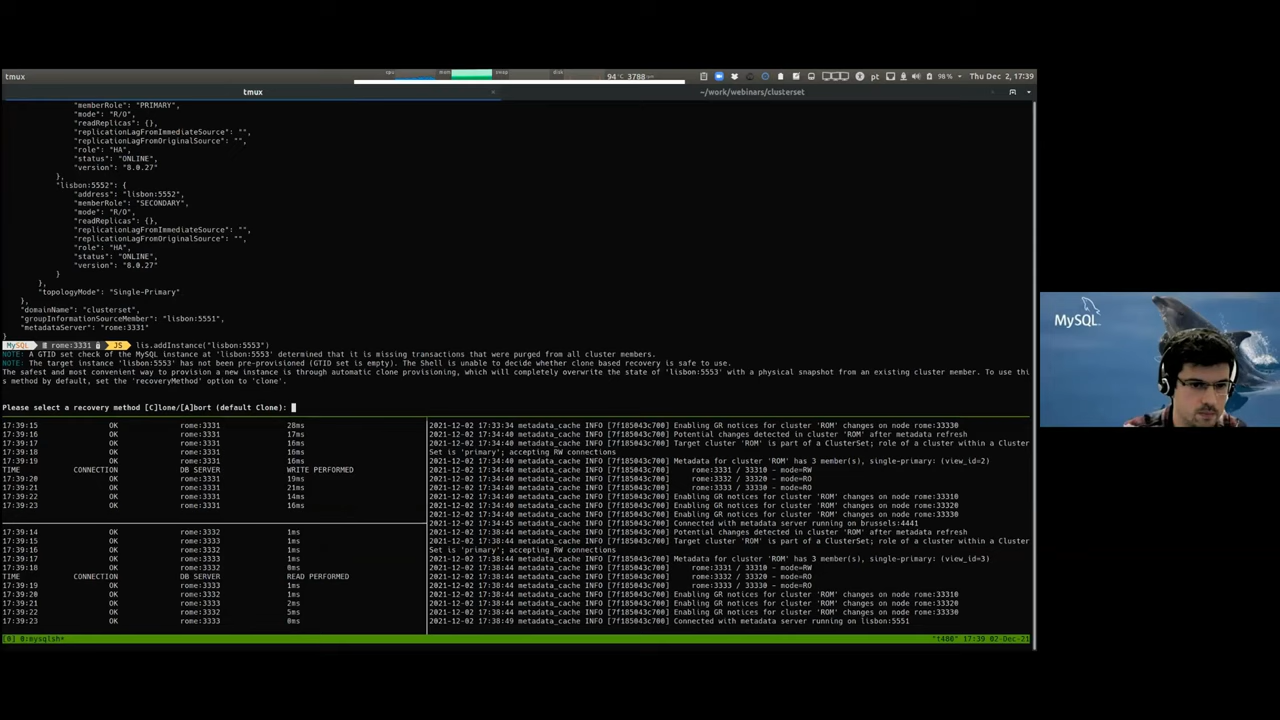 tmux
cpu mem swap disk 94°C 3788 pt 98% Thu Dec 2, 17:39
tmux × ~/work/webinars/clusterset
"memberRole": "PRIMARY",
"mode": "R/O",
"readReplicas": {},
"replicationLagFromImmediateSource": "",
"replicationLagFromOriginalSource": "",
"role": "HA",
"status": "ONLINE",
"version": "8.0.27"
},
"lisbon:5552": {
"address": "lisbon:5552",
"memberRole": "SECONDARY",
"mode": "R/O",
"readReplicas": {},
"replicationLagFromImmediateSource": "",
"replicationLagFromOriginalSource": "",
"role": "HA",
"status": "ONLINE",
"version": "8.0.27"
}
},
"topologyMode": "Single-Primary"
},
"domainName": "clusterset",
"groupInformationSourceMember": "lisbon:5551",
"metadataServer": "rome:3331"
}
MySQL rome:3331 JS lis.addInstance("lisbon:5553")
NOTE: A GTID set check of the MySQL instance at 'lisbon:5553' determined that it is missing transactions that were purged from all cluster members.
NOTE: The target instance 'lisbon:5553' has not been pre-provisioned (GTID set is empty). The Shell is unable to decide whether clone based recovery is safe to use.
The safest and most convenient way to provision a new instance is through automatic clone provisioning, which will completely overwrite the state of 'lisbon:5553' with a physical snapshot from an existing cluster member. To use thi
s method by default, set the 'recoveryMethod' option to 'clone'.
Please select a recovery method [C]lone/[A]bort (default Clone):
17:39:15 OK rome:3331 28ms
17:39:16 OK rome:3331 17ms
17:39:17 OK rome:3331 16ms
17:39:18 OK rome:3331 16ms
17:39:19 OK rome:3331 16ms
TIME CONNECTION DB SERVER WRITE PERFORMED
17:39:20 OK rome:3331 19ms
17:39:21 OK rome:3331 21ms
17:39:22 OK rome:3331 14ms
17:39:23 OK rome:3331 16ms
17:39:14 OK rome:3332 1ms
17:39:15 OK rome:3333 1ms
17:39:16 OK rome:3332 1ms
17:39:17 OK rome:3333 1ms
17:39:18 OK rome:3332 0ms
TIME CONNECTION DB SERVER READ PERFORMED
17:39:19 OK rome:3333 1ms
17:39:20 OK rome:3332 1ms
17:39:21 OK rome:3333 2ms
17:39:22 OK rome:3332 5ms
17:39:23 OK rome:3333 0ms
2021-12-02 17:33:34 metadata_cache INFO [7f185043c700] Enabling GR notices for cluster 'ROM' changes on node rome:33330
2021-12-02 17:34:40 metadata_cache INFO [7f185043c700] Potential changes detected in cluster 'ROM' after metadata refresh
2021-12-02 17:34:40 metadata_cache INFO [7f185043c700] Target cluster 'ROM' is part of a ClusterSet; role of a cluster within a Cluster
Set is 'primary'; accepting RW connections
2021-12-02 17:34:40 metadata_cache INFO [7f185043c700] Metadata for cluster 'ROM' has 3 member(s), single-primary: (view_id=2)
2021-12-02 17:34:40 metadata_cache INFO [7f185043c700] rome:3331 / 33310 - mode=RW
2021-12-02 17:34:40 metadata_cache INFO [7f185043c700] rome:3332 / 33320 - mode=RO
2021-12-02 17:34:40 metadata_cache INFO [7f185043c700] rome:3333 / 33330 - mode=RO
2021-12-02 17:34:40 metadata_cache INFO [7f185043c700] Enabling GR notices for cluster 'ROM' changes on node rome:33310
2021-12-02 17:34:40 metadata_cache INFO [7f185043c700] Enabling GR notices for cluster 'ROM' changes on node rome:33320
2021-12-02 17:34:40 metadata_cache INFO [7f185043c700] Enabling GR notices for cluster 'ROM' changes on node rome:33330
2021-12-02 17:34:45 metadata_cache INFO [7f185043c700] Connected with metadata server running on brussels:4441
2021-12-02 17:38:44 metadata_cache INFO [7f185043c700] Potential changes detected in cluster 'ROM' after metadata refresh
2021-12-02 17:38:44 metadata_cache INFO [7f185043c700] Target cluster 'ROM' is part of a ClusterSet; role of a cluster within a Cluster
Set is 'primary'; accepting RW connections
2021-12-02 17:38:44 metadata_cache INFO [7f185043c700] Metadata for cluster 'ROM' has 3 member(s), single-primary: (view_id=3)
2021-12-02 17:38:44 metadata_cache INFO [7f185043c700] rome:3331 / 33310 - mode=RW
2021-12-02 17:38:44 metadata_cache INFO [7f185043c700] rome:3332 / 33320 - mode=RO
2021-12-02 17:38:44 metadata_cache INFO [7f185043c700] rome:3333 / 33330 - mode=RO
2021-12-02 17:38:44 metadata_cache INFO [7f185043c700] Enabling GR notices for cluster 'ROM' changes on node rome:33310
2021-12-02 17:38:44 metadata_cache INFO [7f185043c700] Enabling GR notices for cluster 'ROM' changes on node rome:33320
2021-12-02 17:38:44 metadata_cache INFO [7f185043c700] Enabling GR notices for cluster 'ROM' changes on node rome:33330
2021-12-02 17:38:49 metadata_cache INFO [7f185043c700] Connected with metadata server running on lisbon:5551
[0] 0:mysqlsh* "t480" 17:39 02-Dec-21
MySQL